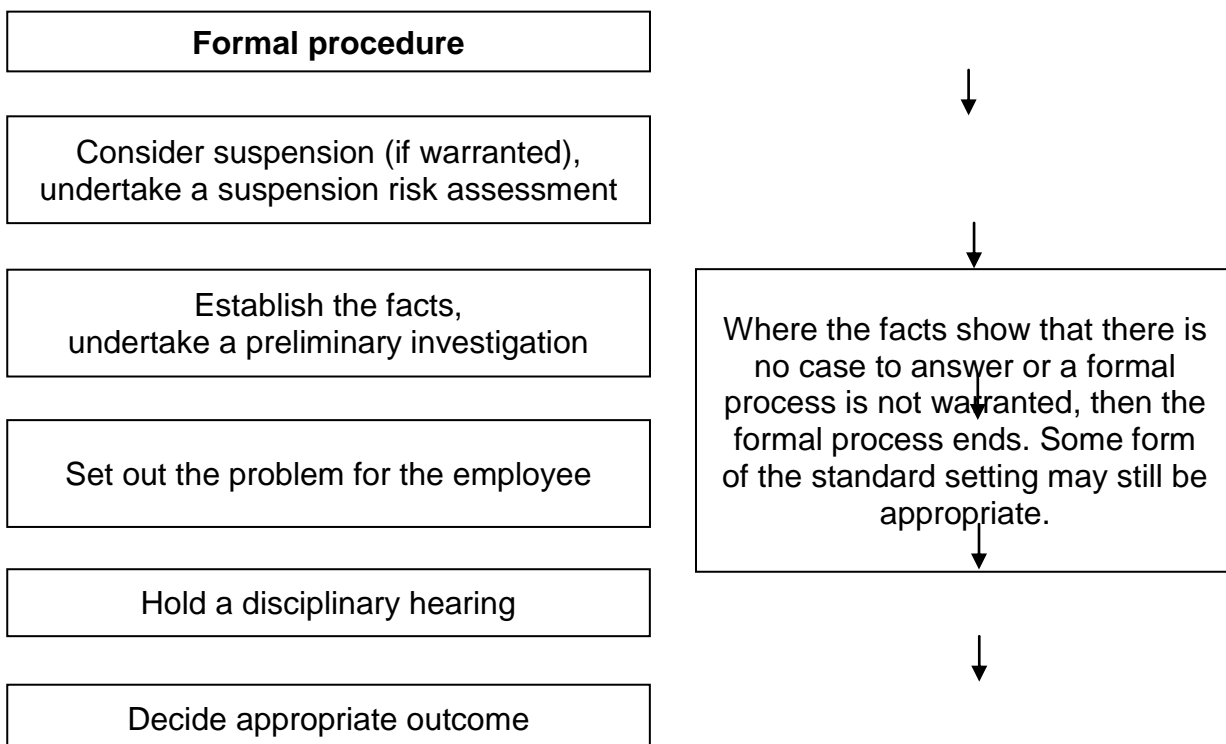 Formal procedure
Consider suspension (if warranted),
undertake a suspension risk assessment
Establish the facts,
undertake a preliminary investigation
Where the facts show that there is
no case to answer or a formal
process is not warranted, then the
formal process ends. Some form
of the standard setting may still be
appropriate.
Set out the problem for the employee
Hold a disciplinary hearing
Decide appropriate outcome